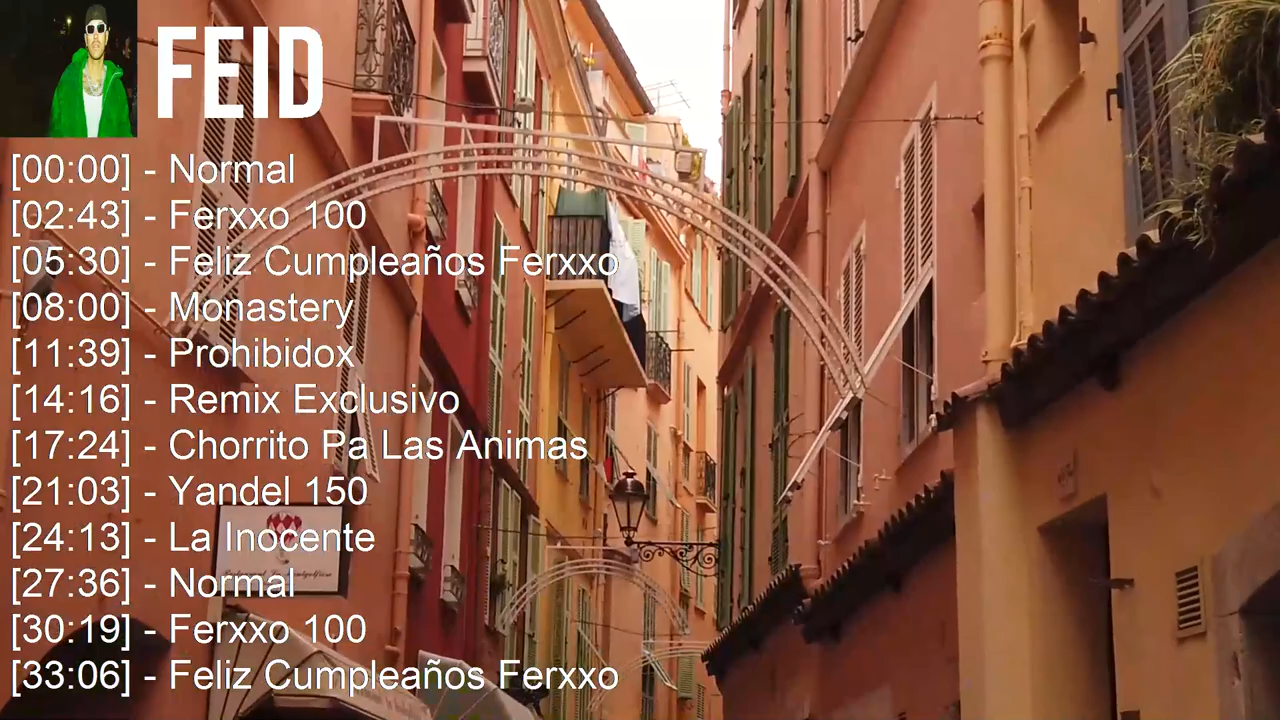 FEID
[00:00] - Normal
[02:43] - Ferxxo 100
[05:30] - Feliz Cumpleaños Ferxxo
[08:00] - Monastery
[11:39] - Prohibidox
[14:16] - Remix Exclusivo
[17:24] - Chorrito Pa Las Animas
[21:03] - Yandel 150
[24:13] - La Inocente
[27:36] - Normal
[30:19] - Ferxxo 100
[33:06] - Feliz Cumpleaños Ferxxo